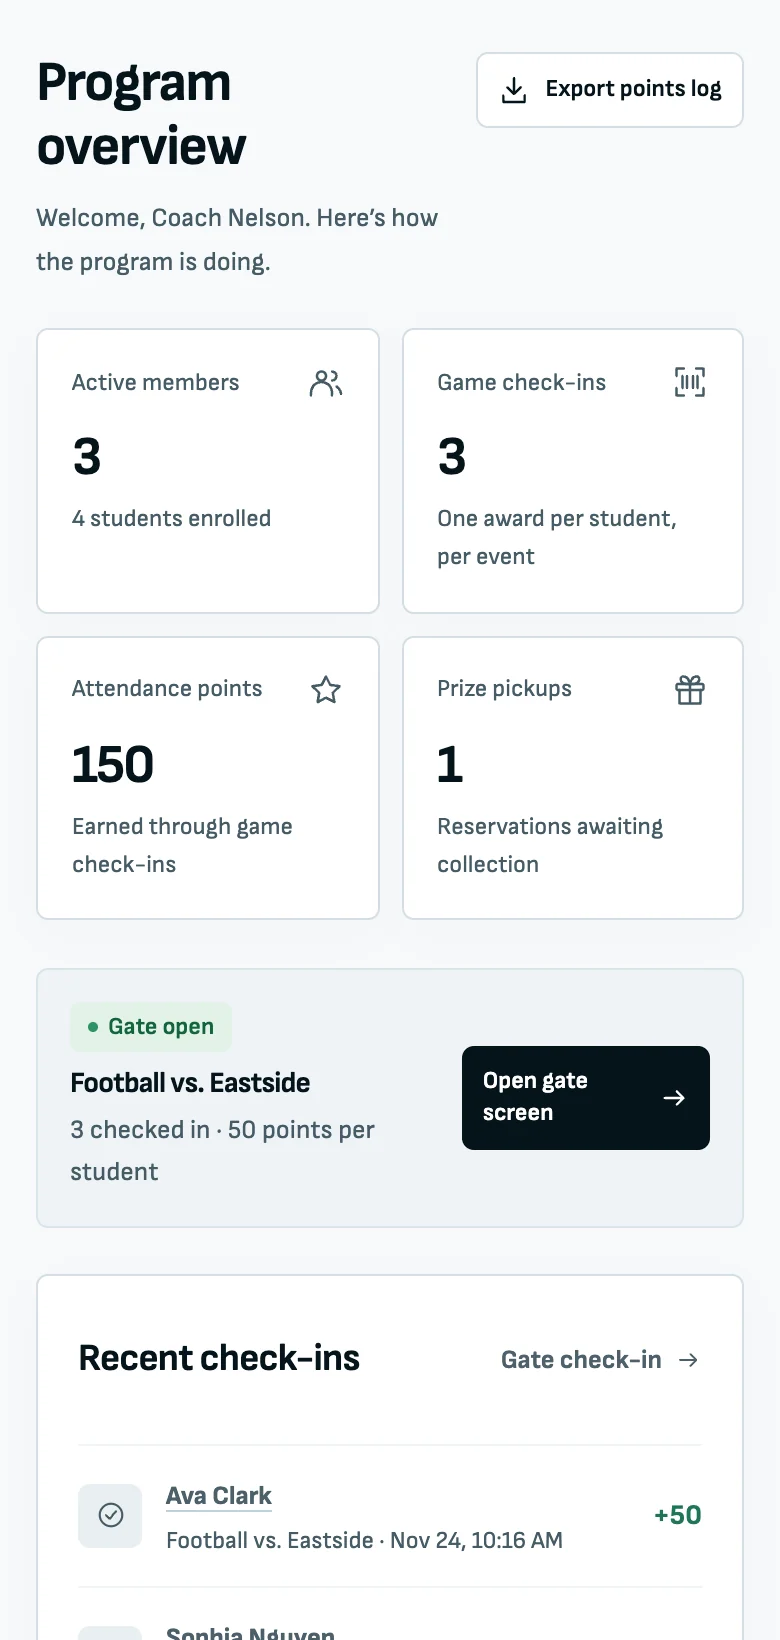 Program
overview
Export points log
Welcome, Coach Nelson. Here’s how
the program is doing.
Active members
3
4 students enrolled
Game check-ins
3
One award per student,
per event
Attendance points
150
Earned through game
check-ins
Prize pickups
1
Reservations awaiting
collection
Gate open
Football vs. Eastside
3 checked in · 50 points per
student
Open gate
screen
Recent check-ins
Gate check-in
Ava Clark
Football vs. Eastside · Nov 24, 10:16 AM
+50
Sophia Nguyen